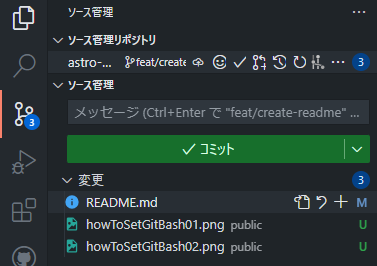 ソース管理
ソース管理リポジトリ
astro-... feat/create 3
ソース管理
メッセージ (Ctrl+Enter で "feat/create-readme" ...
コミット
変更 3
README.md M
howToSetGitBash01.png public U
howToSetGitBash02.png public U
3